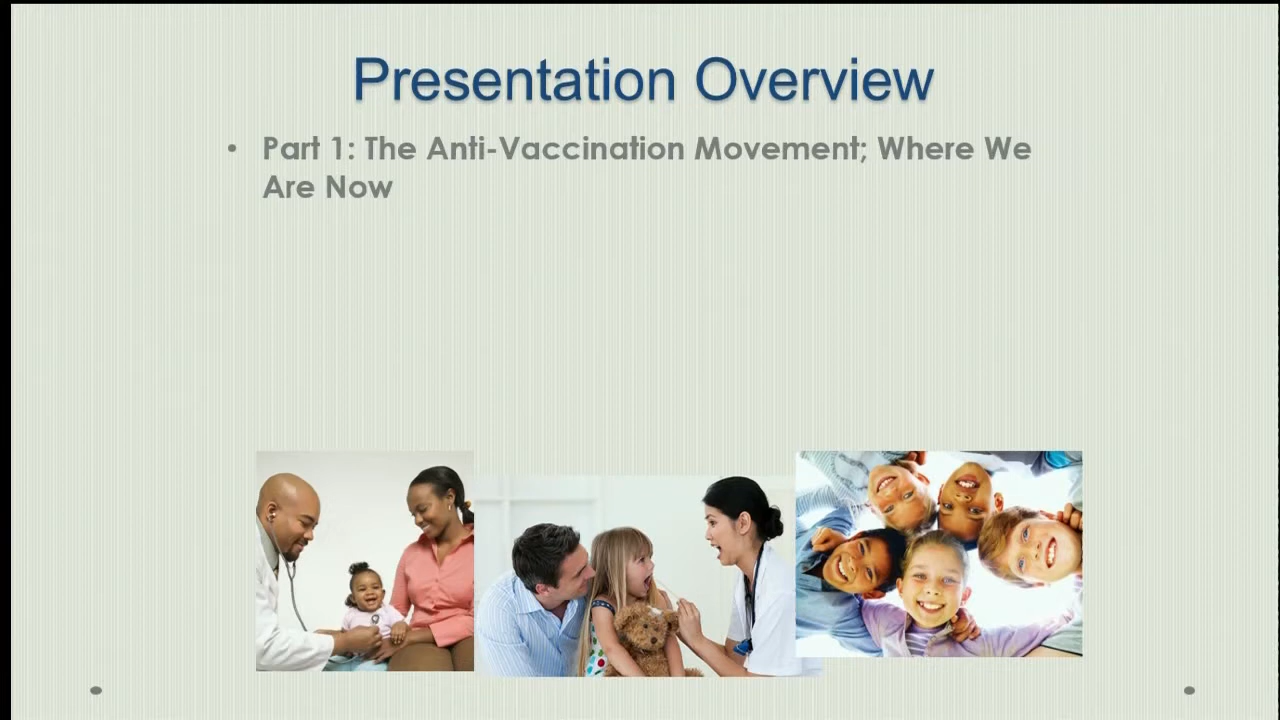 Presentation Overview
• Part 1: The Anti-Vaccination Movement; Where We
Are Now